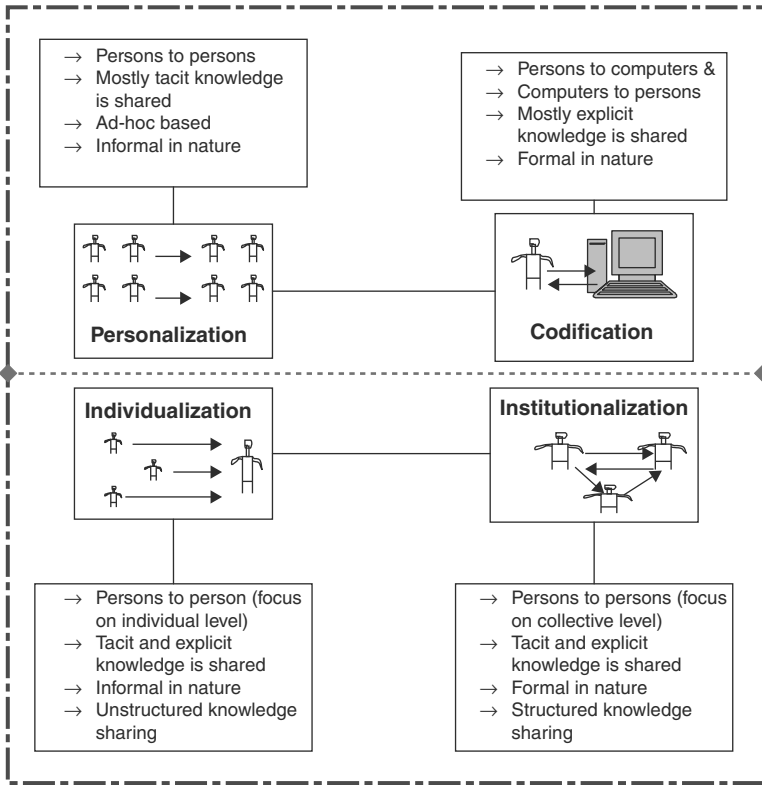 → Persons to persons
→ Mostly tacit knowledge
is shared
→ Ad-hoc based
→ Informal in nature
→ Persons to computers &
→ Computers to persons
→ Mostly explicit
knowledge is shared
→ Formal in nature
Personalization
Codification
Individualization
Institutionalization
→ Persons to person (focus
on individual level)
→ Tacit and explicit
knowledge is shared
→ Informal in nature
→ Unstructured knowledge
sharing
→ Persons to persons (focus
on collective level)
→ Tacit and explicit
knowledge is shared
→ Formal in nature
→ Structured knowledge
sharing